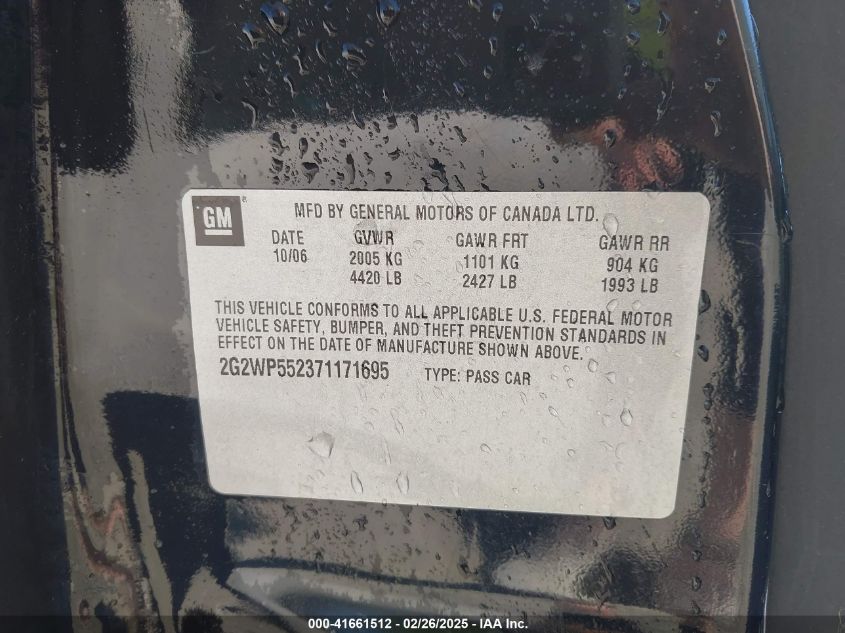 GM ®
MFD BY GENERAL MOTORS OF CANADA LTD.
DATE GVWR GAWR FRT GAWR RR
10/06 2005 KG 1101 KG 904 KG
4420 LB 2427 LB 1993 LB
THIS VEHICLE CONFORMS TO ALL APPLICABLE U.S. FEDERAL MOTOR
VEHICLE SAFETY, BUMPER, AND THEFT PREVENTION STANDARDS IN
EFFECT ON THE DATE OF MANUFACTURE SHOWN ABOVE.
2G2WP552371171695 TYPE: PASS CAR
000-41661512 - 02/26/2025 - IAA Inc.